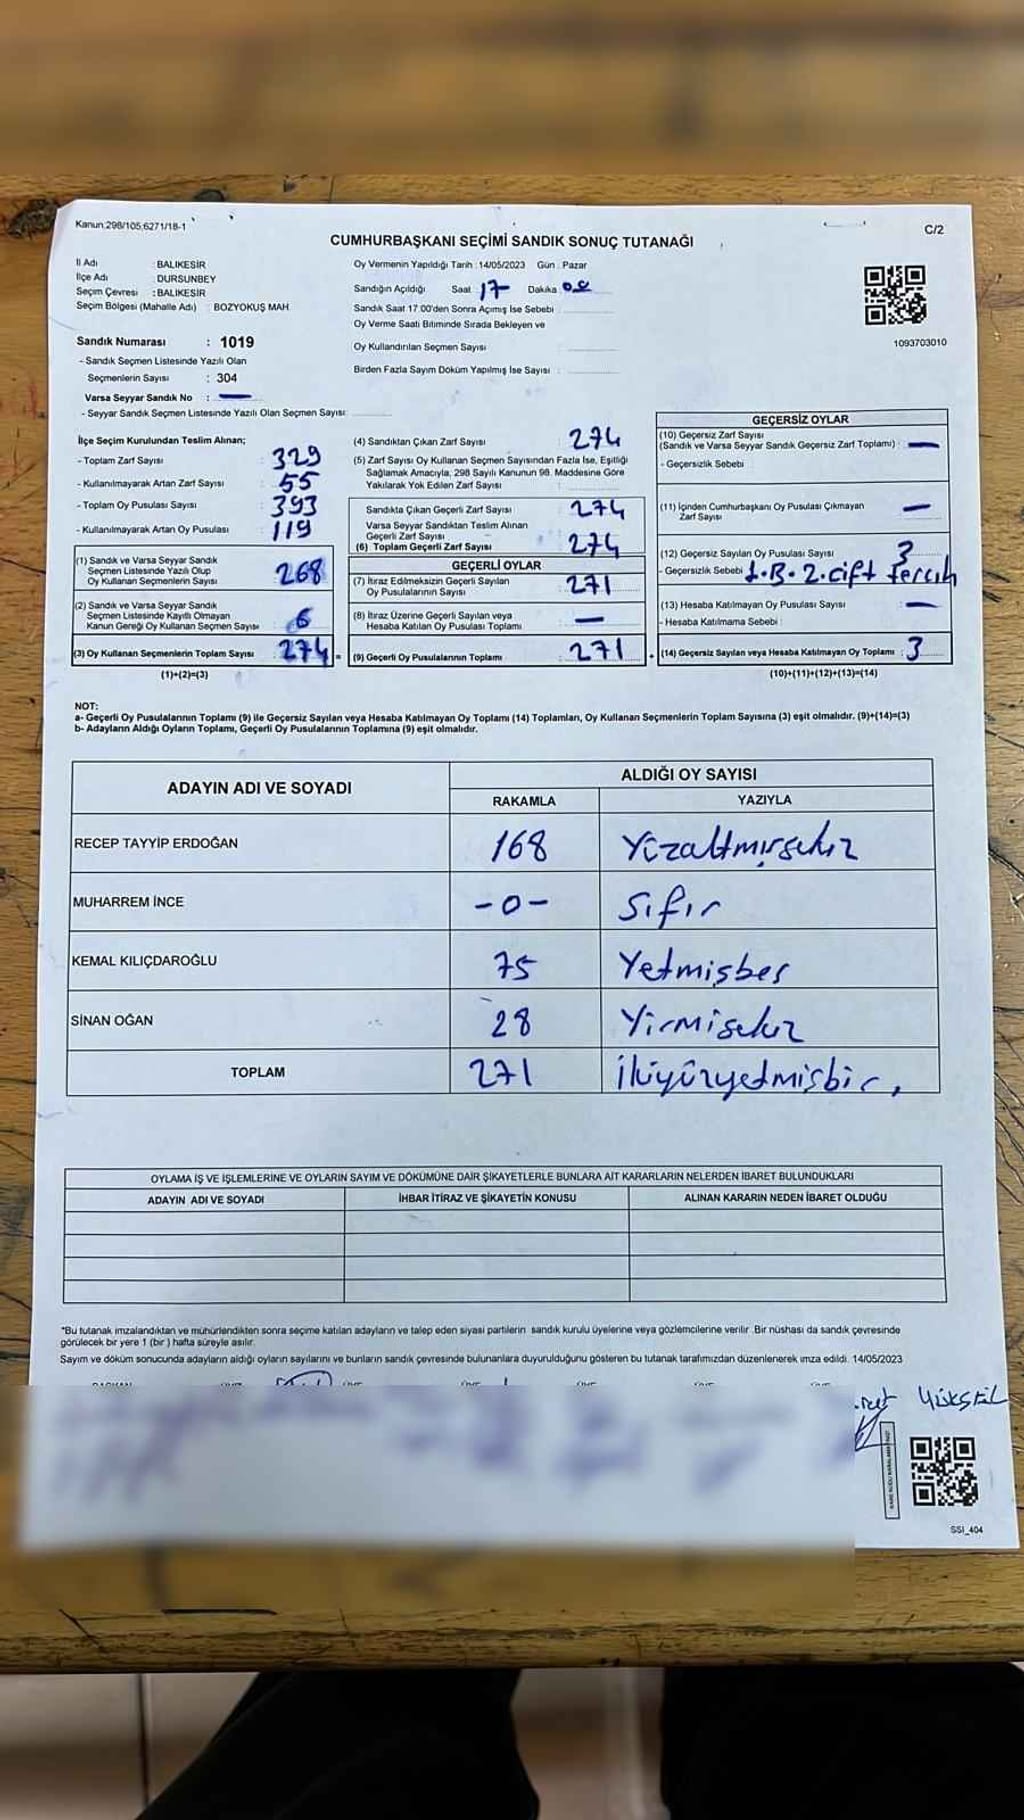 Kanun;298/105;6271/18-1
C/2
CUMHURBAŞKANI SEÇİMİ SANDIK SONUÇ TUTANAĞI
İl Adı : BALIKESİR
İlçe Adı : DURSUNBEY
Seçim Çevresi : BALIKESİR
Seçim Bölgesi (Mahalle Adı) : BOZYOKUŞ MAH.
Sandık Numarası : 1019
- Sandık Seçmen Listesinde Yazılı Olan
Seçmenlerin Sayısı : 304
Varsa Seyyar Sandık No : —
- Seyyar Sandık Seçmen Listesinde Yazılı Olan Seçmen Sayısı:
Oy Vermenin Yapıldığı Tarih : 14/05/2023 Gün : Pazar
Sandığın Açıldığı Saat 17 Dakika
Sandık Saat 17.00'den Sonra Açımış İse Sebebi
Oy Verme Saati Bitiminde Sırada Bekleyen ve
Oy Kullandırılan Seçmen Sayısı
Birden Fazla Sayım Döküm Yapılmış İse Sayısı
1093703010
İlçe Seçim Kurulundan Teslim Alınan;
- Toplam Zarf Sayısı : 329
- Kullanılmayarak Artan Zarf Sayısı : 55
- Toplam Oy Pusulası Sayısı : 393
- Kullanılmayarak Artan Oy Pusulası : 119
(1) Sandık ve Varsa Seyyar Sandık
Seçmen Listesinde Yazılı Olup
Oy Kullanan Seçmenlerin Sayısı : 268
(2) Sandık ve Varsa Seyyar Sandık
Seçmen Listesinde Kayıtlı Olmayan
Kanun Gereği Oy Kullanan Seçmen Sayısı : 6
(3) Oy Kullanan Seçmenlerin Toplam Sayısı : 274 =
(1)+(2)=(3)
(4) Sandıktan Çıkan Zarf Sayısı 274
(5) Zarf Sayısı Oy Kullanan Seçmen Sayısından Fazla İse, Eşitliği
Sağlamak Amacıyla, 298 Sayılı Kanunun 98. Maddesine Göre
Yakılarak Yok Edilen Zarf Sayısı
Sandıkta Çıkan Geçerli Zarf Sayısı : 274
Varsa Seyyar Sandıktan Teslim Alınan
Geçerli Zarf Sayısı
(6) Toplam Geçerli Zarf Sayısı : 274
GEÇERLİ OYLAR
(7) İtiraz Edilmeksizin Geçerli Sayılan
Oy Pusulalarının Sayısı : 271
(8) İtiraz Üzerine Geçerli Sayılan veya
Hesaba Katılan Oy Pusulası Toplamı : —
(9) Geçerli Oy Pusulalarının Toplamı : 271 +
GEÇERSİZ OYLAR
(10) Geçersiz Zarf Sayısı
(Sandık ve Varsa Seyyar Sandık Geçersiz Zarf Toplamı) : —
- Geçersizlik Sebebi
(11) İçinden Cumhurbaşkanı Oy Pusulası Çıkmayan
Zarf Sayısı —
(12) Geçersiz Sayılan Oy Pusulası Sayısı 3
- Geçersizlik Sebebi 2. çift tercih
(13) Hesaba Katılmayan Oy Pusulası Sayısı : —
- Hesaba Katılmama Sebebi :
(14) Geçersiz Sayılan veya Hesaba Katılmayan Oy Toplamı : 3
(10)+(11)+(12)+(13)=(14)
NOT:
a- Geçerli Oy Pusulalarının Toplamı (9) ile Geçersiz Sayılan veya Hesaba Katılmayan Oy Toplamı (14) Toplamları, Oy Kullanan Seçmenlerin Toplam Sayısına (3) eşit olmalıdır. (9)+(14)=(3)
b- Adayların Aldığı Oyların Toplamı, Geçerli Oy Pusulalarının Toplamına (9) eşit olmalıdır.
ADAYIN ADI VE SOYADI
ALDIĞI OY SAYISI
RAKAMLA YAZIYLA
RECEP TAYYİP ERDOĞAN 168 Yüzaltmışsekiz
MUHARREM İNCE -0- Sıfır
KEMAL KILIÇDAROĞLU 75 Yetmişbeş
SİNAN OĞAN 28 Yirmisekiz
TOPLAM 271 İkiyüzyetmişbir
OYLAMA İŞ VE İŞLEMLERİNE VE OYLARIN SAYIM VE DÖKÜMÜNE DAİR ŞİKAYETLERLE BUNLARA AİT KARARLARIN NELERDEN İBARET BULUNDUKLARI
ADAYIN ADI VE SOYADI İHBAR İTİRAZ VE ŞİKAYETİN KONUSU ALINAN KARARIN NEDEN İBARET OLDUĞU
*Bu tutanak imzalandıktan ve mühürlendikten sonra seçime katılan adayların ve talep eden siyasi partilerin sandık kurulu üyelerine veya gözlemcilerine verilir. Bir nüshası da sandık çevresinde
görülecek bir yere 1 (bir) hafta süreyle asılır.
Sayım ve döküm sonucunda adayların aldığı oyların sayılarını ve bunların sandık çevresinde bulunanlara duyurulduğunu gösteren bu tutanak tarafımızdan düzenlenerek imza edildi. 14/05/2023
SSI_404